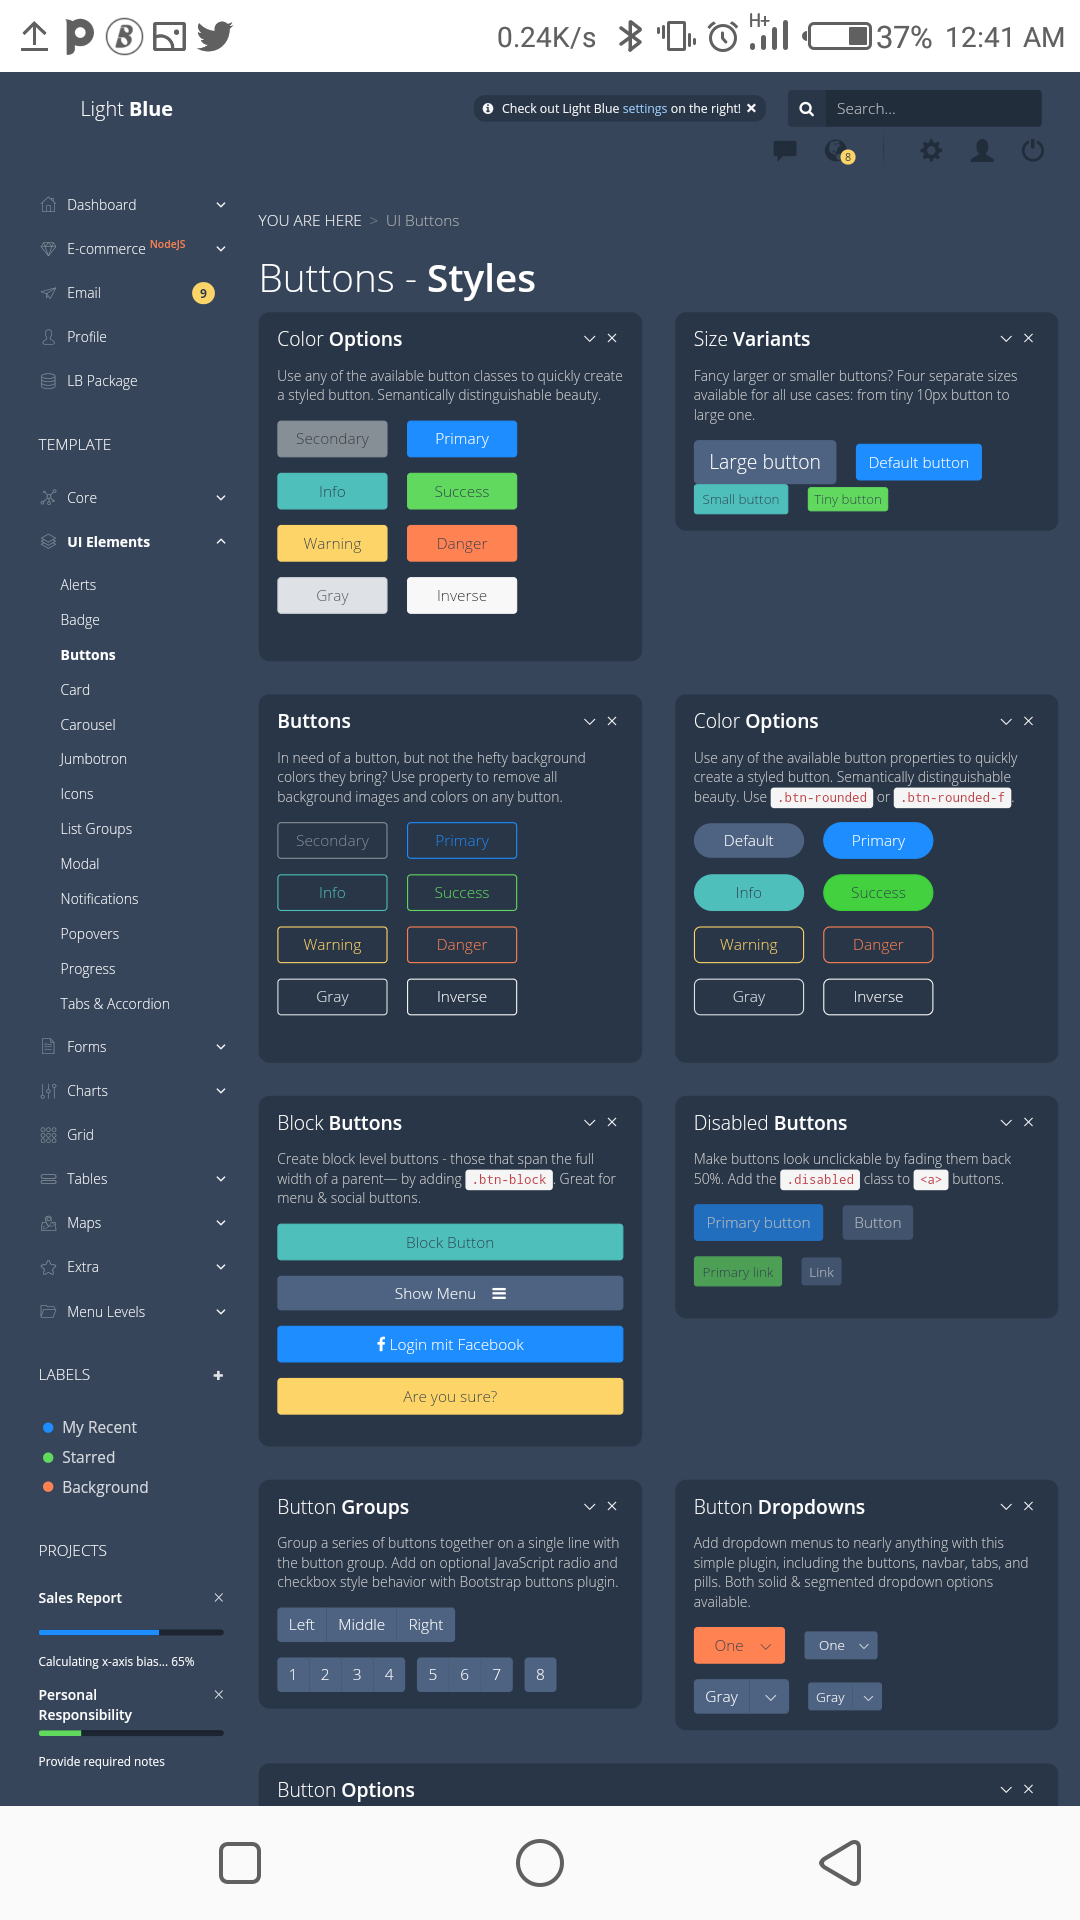 0.24K/s H+ 37% 12:41 AM
Light Blue
Check out Light Blue settings on the right! ×
Search...
8
Dashboard
E-commerce NodeJS
Email 9
Profile
LB Package
TEMPLATE
Core
UI Elements
Alerts
Badge
Buttons
Card
Carousel
Jumbotron
Icons
List Groups
Modal
Notifications
Popovers
Progress
Tabs & Accordion
Forms
Charts
Grid
Tables
Maps
Extra
Menu Levels
LABELS +
My Recent
Starred
Background
PROJECTS
Sales Report
Calculating x-axis bias... 65%
Personal
Responsibility
Provide required notes
YOU ARE HERE > UI Buttons
Buttons - Styles
Color Options
Use any of the available button classes to quickly create
a styled button. Semantically distinguishable beauty.
Secondary Primary
Info Success
Warning Danger
Gray Inverse
Size Variants
Fancy larger or smaller buttons? Four separate sizes
available for all use cases: from tiny 10px button to
large one.
Large button Default button
Small button Tiny button
Buttons
In need of a button, but not the hefty background
colors they bring? Use property to remove all
background images and colors on any button.
Secondary Primary
Info Success
Warning Danger
Gray Inverse
Color Options
Use any of the available button properties to quickly
create a styled button. Semantically distinguishable
beauty. Use .btn-rounded or .btn-rounded-f.
Default Primary
Info Success
Warning Danger
Gray Inverse
Block Buttons
Create block level buttons - those that span the full
width of a parent— by adding .btn-block. Great for
menu & social buttons.
Block Button
Show Menu
Login mit Facebook
Are you sure?
Disabled Buttons
Make buttons look unclickable by fading them back
50%. Add the .disabled class to <a> buttons.
Primary button Button
Primary link Link
Button Groups
Group a series of buttons together on a single line with
the button group. Add on optional JavaScript radio and
checkbox style behavior with Bootstrap buttons plugin.
Left Middle Right
1 2 3 4 5 6 7 8
Button Dropdowns
Add dropdown menus to nearly anything with this
simple plugin, including the buttons, navbar, tabs, and
pills. Both solid & segmented dropdown options
available.
One One
Gray Gray
Button Options